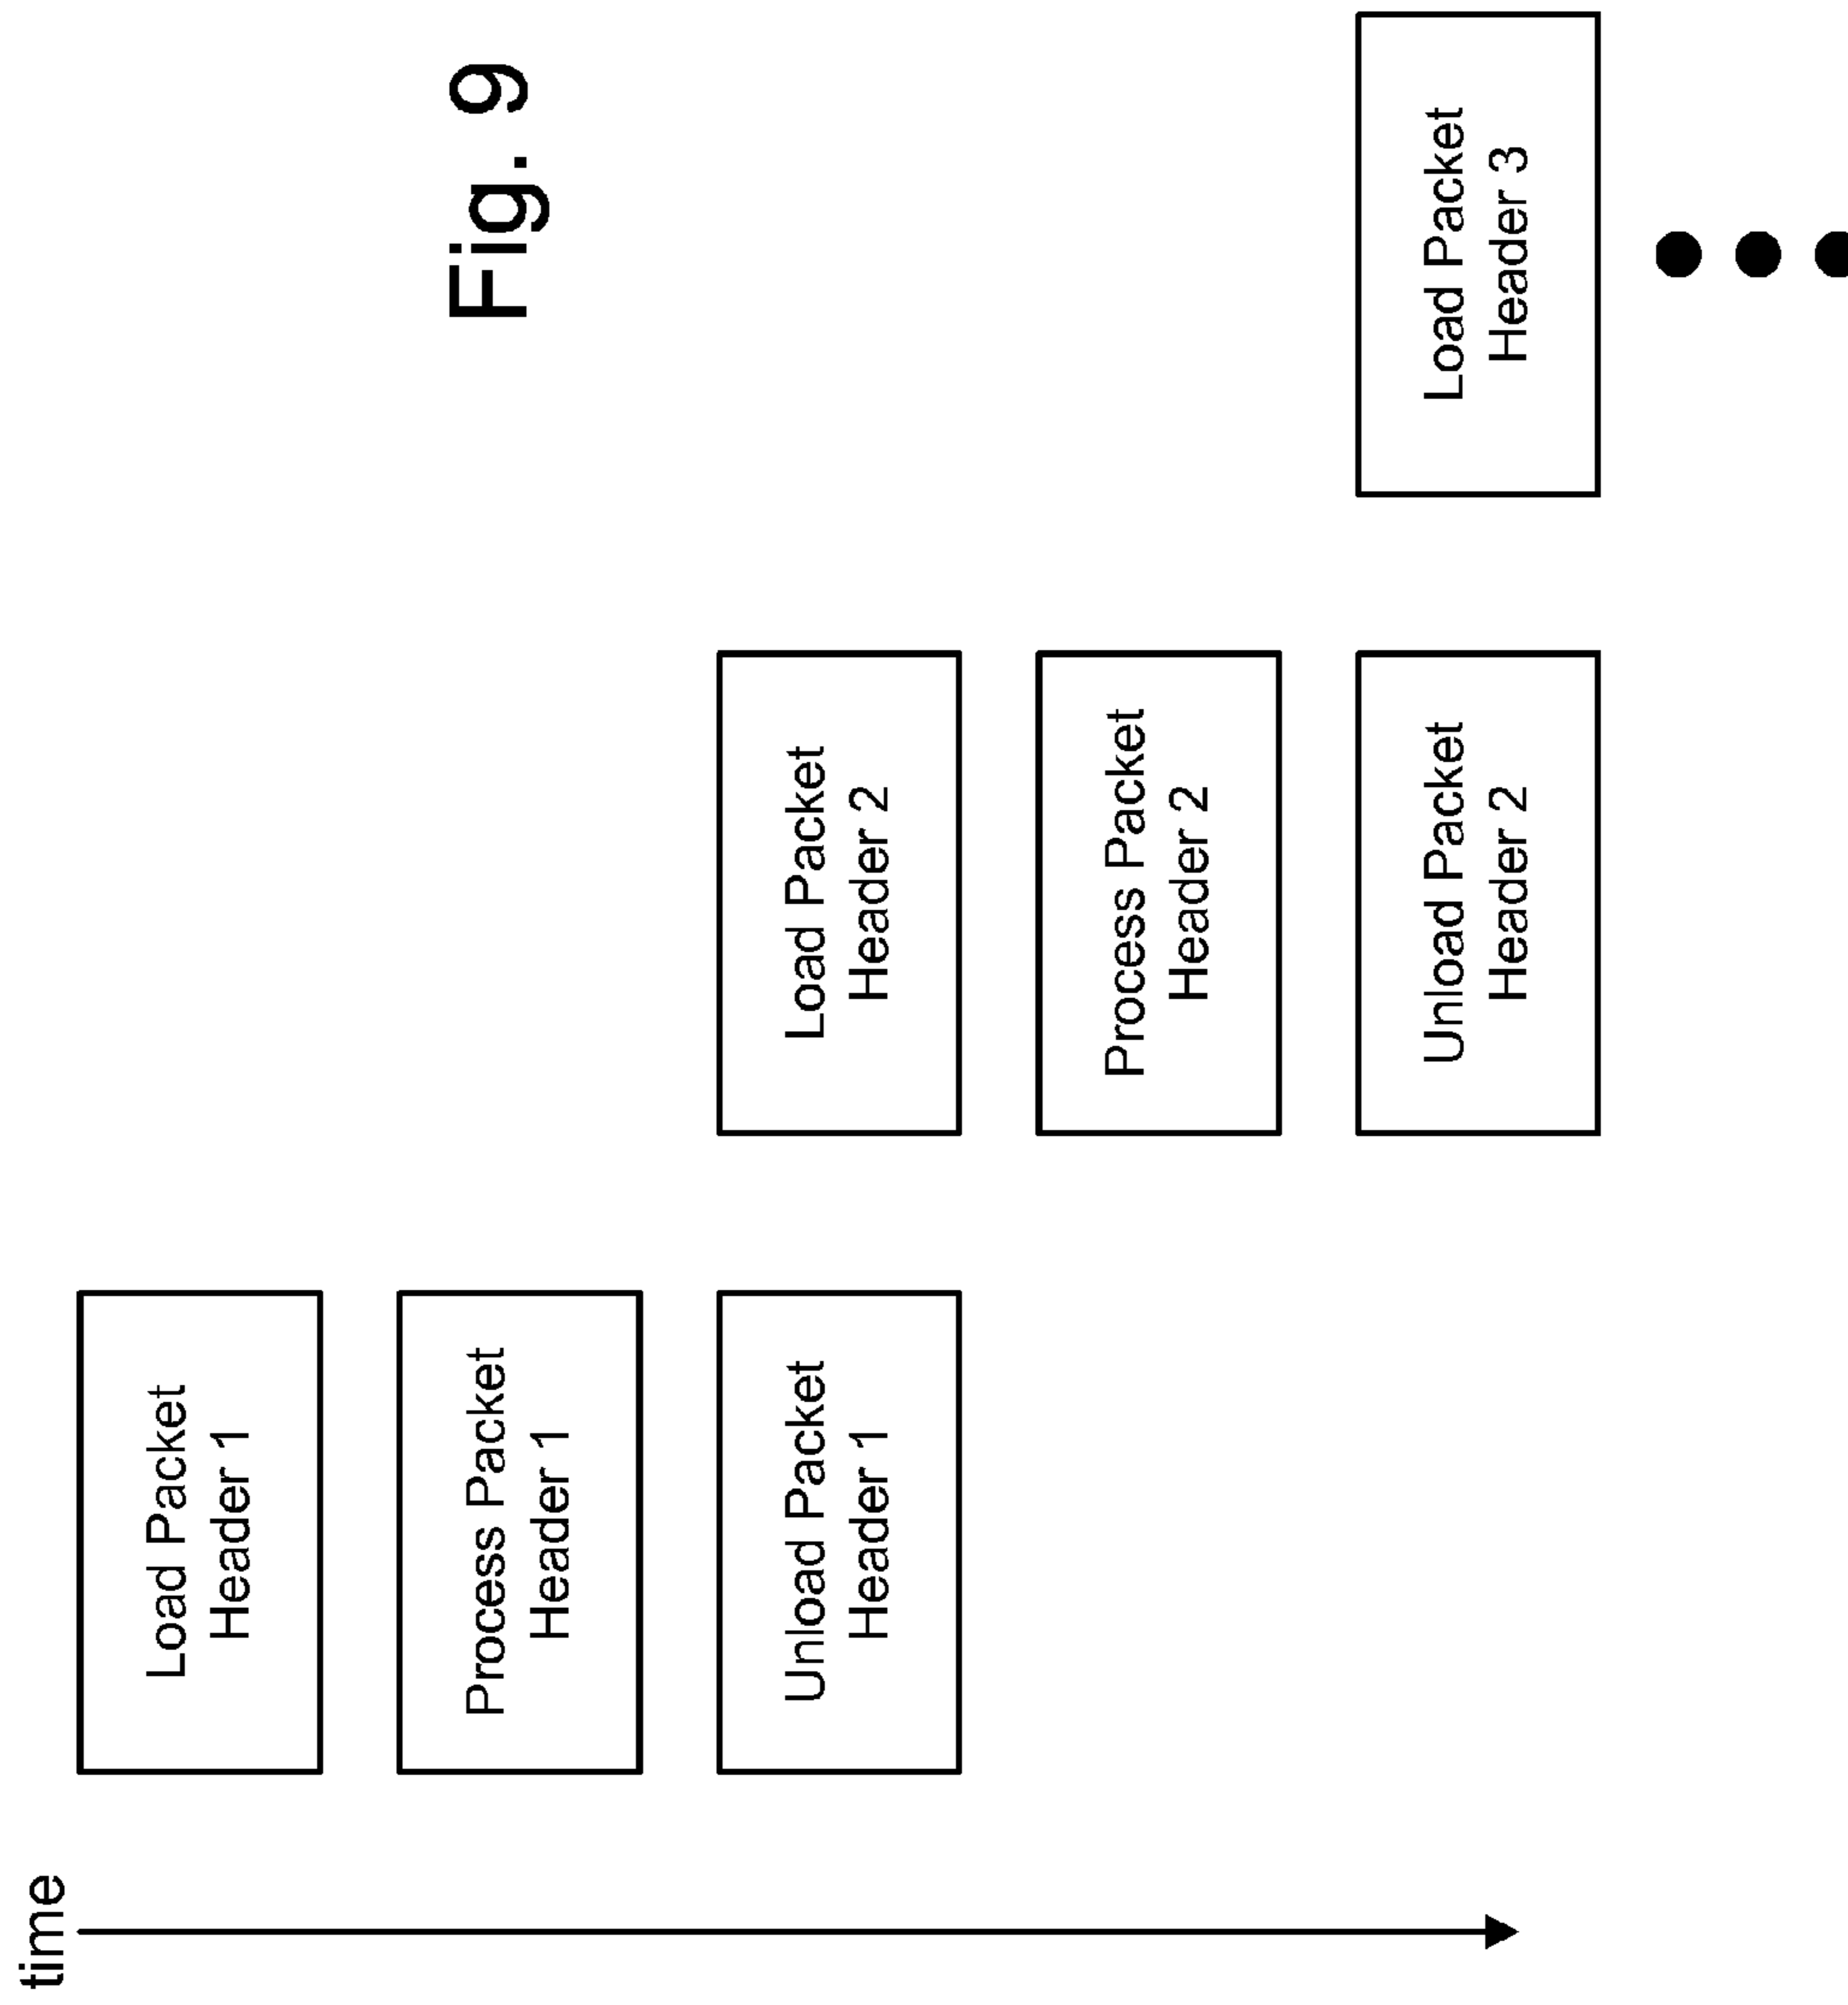 time
Load Packet
Header 1
Process Packet
Header 1
Unload Packet
Header 1
Load Packet
Header 2
Process Packet
Header 2
Unload Packet
Header 2
Load Packet
Header 3
Fig. 9